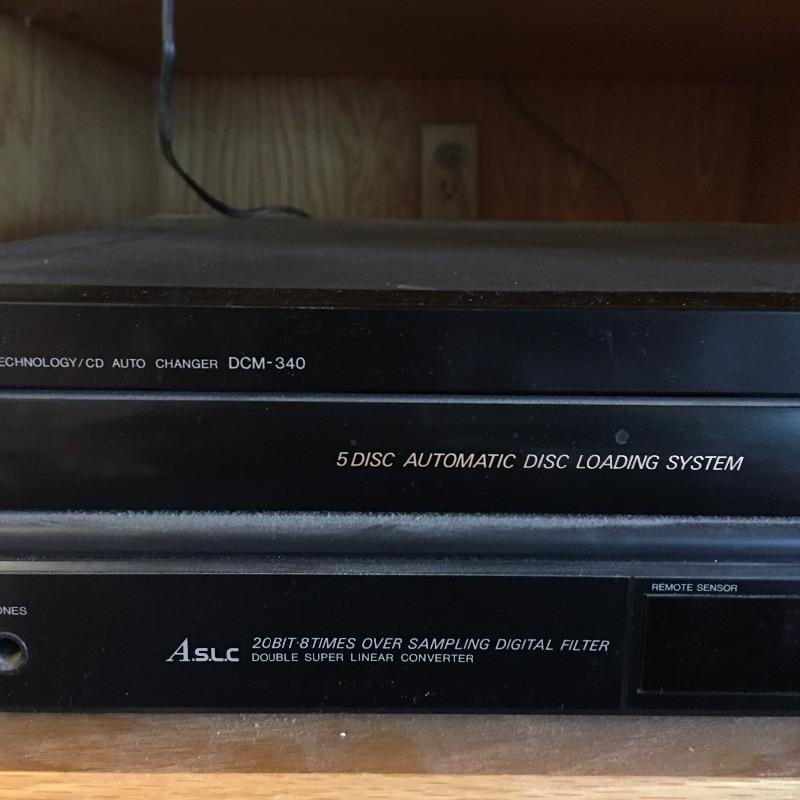 ECHNOLOGY/CD AUTO CHANGER DCM-340
5 DISC AUTOMATIC DISC LOADING SYSTEM
REMOTE SENSOR
ONES
A.S.L.C 20BIT·8TIMES OVER SAMPLING DIGITAL FILTER
DOUBLE SUPER LINEAR CONVERTER